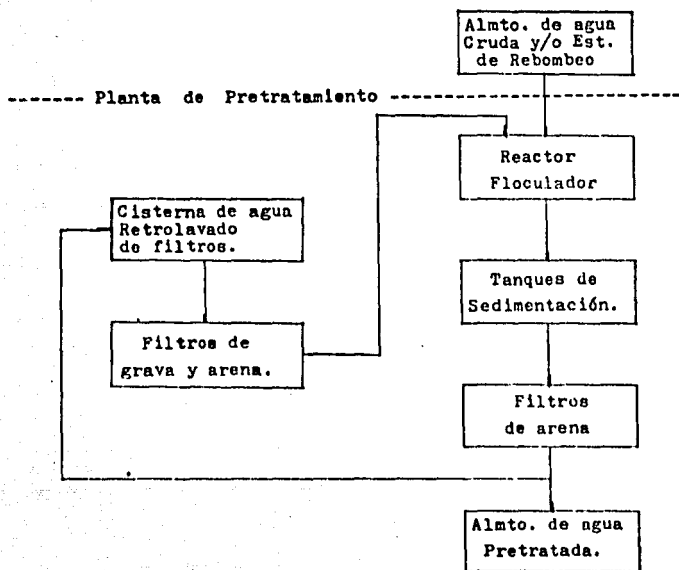 Almto. de agua
Cruda y/o Est.
de Rebombeo
------- Planta de Pretratamiento -----------------------------
Reactor
Floculador
Cisterna de agua
Retrolavado
de filtros.
Tanques de
Sedimentación.
Filtros de
grava y arena.
Filtros
de arena
Almto. de agua
Pretratada.